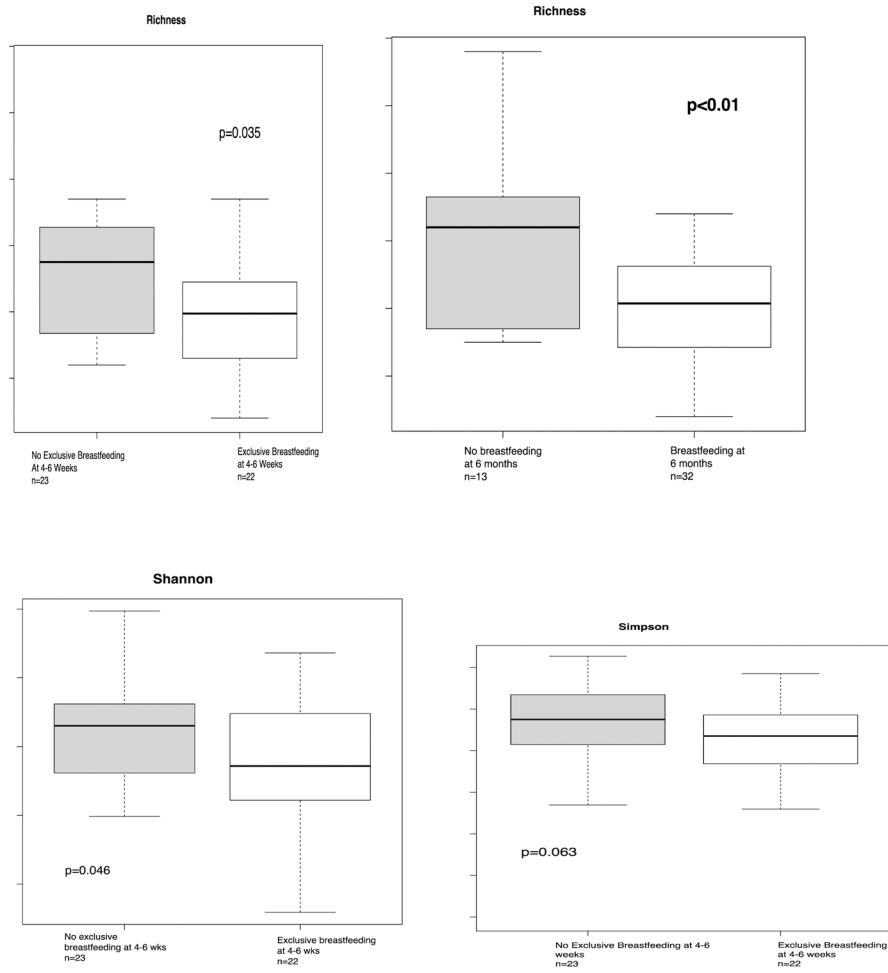 Richness
p=0.035
No Exclusive Breastfeeding
At 4-6 Weeks
n=23
Exclusive Breastfeeding
at 4-6 Weeks
n=22
Richness
p<0.01
No breastfeeding
at 6 months
n=13
Breastfeeding at
6 months
n=32
Shannon
p=0.046
No exclusive
breastfeeding at 4-6 wks
n=23
Exclusive breastfeeding
at 4-6 wks
n=22
Simpson
p=0.063
No Exclusive Breastfeeding at 4-6
weeks
n=23
Exclusive Breastfeeding
at 4-6 weeks
n=22